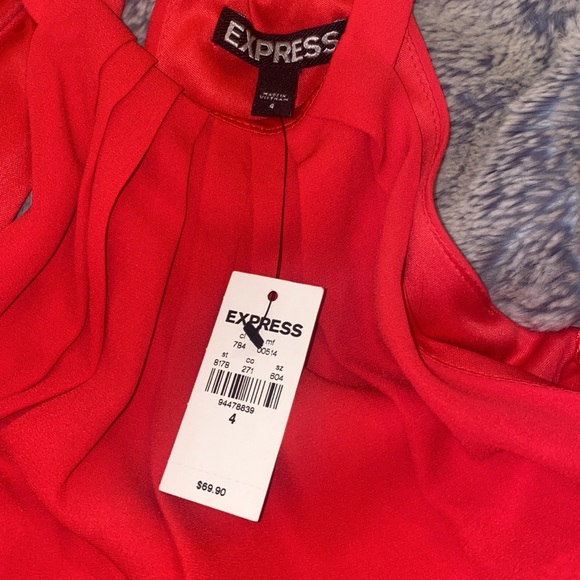 EXPRESS
MADE IN
VIETNAM
4
EXPRESS
cl mf
784 00514
st co sz
8178 271 604
94478839
4
$69.90